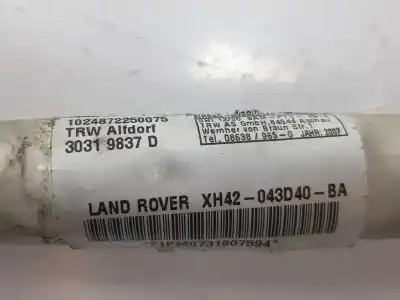 1024872250075
TRW Alfdorf
3031 9837 D
TRW AS GmbH, 84544 Aschau
Wernher von Braun Str. 1
Tel. 08638 / 965-0 JAHR: 2007
LAND ROVER XH42-043D40-BA